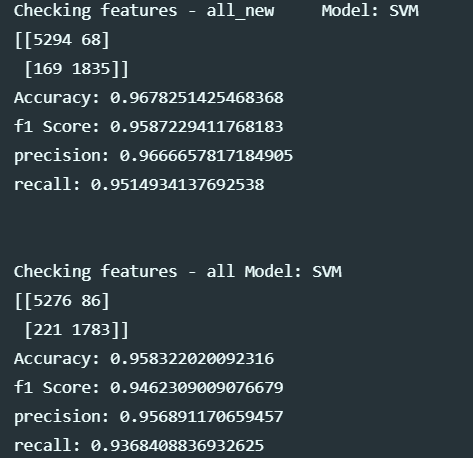 Checking features - all_new Model: SVM
[[5294 68]
[169 1835]]
Accuracy: 0.9678251425468368
f1 Score: 0.9587229411768183
precision: 0.9666657817184905
recall: 0.9514934137692538
Checking features - all Model: SVM
[[5276 86]
[221 1783]]
Accuracy: 0.958322020092316
f1 Score: 0.9462309009076679
precision: 0.956891170659457
recall: 0.9368408836932625